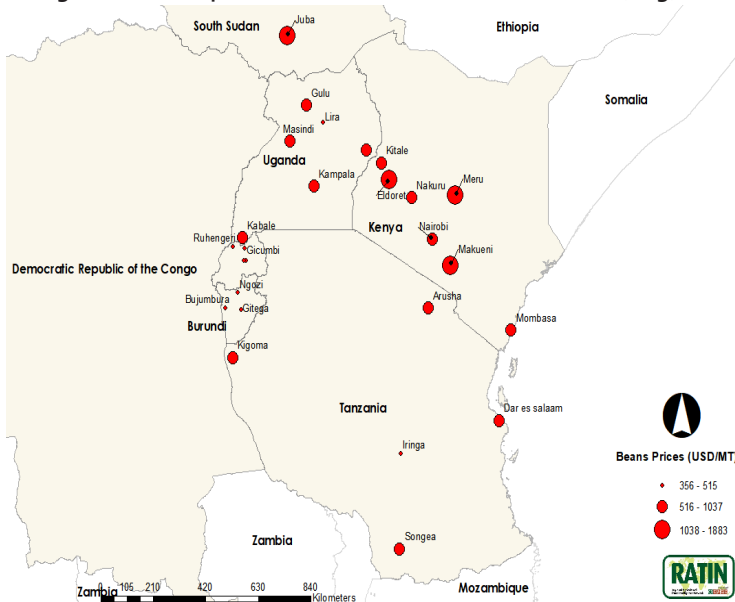 South Sudan
Juba
Ethiopia
Somalia
Gulu
Lira
Masindi
Uganda
Kitale
Kampala
Eldoret
Nakuru
Meru
Kenya
Nairobi
Makueni
Kabale
Ruhengeri
Gicumbi
Democratic Republic of the Congo
Ngozi
Bujumbura
Gitega
Burundi
Arusha
Mombasa
Kigoma
Tanzania
Dar es salaam
Iringa
Songea
Zambia
Zambia
Mozambique
0 105 210 420 630 840
Kilometers
Beans Prices (USD/MT)
356 - 515
516 - 1037
1038 - 1883
RATIN